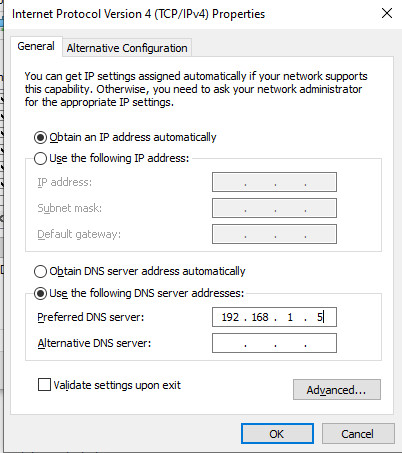 Internet Protocol Version 4 (TCP/IPv4) Properties
General
Alternative Configuration
You can get IP settings assigned automatically if your network supports
this capability. Otherwise, you need to ask your network administrator
for the appropriate IP settings.
Obtain an IP address automatically
Use the following IP address:
IP address:
. . .
Subnet mask:
. . .
Default gateway:
. . .
Obtain DNS server address automatically
Use the following DNS server addresses:
Preferred DNS server:
192 . 168 . 1 . 5
Alternative DNS server:
. . .
Validate settings upon exit
Advanced...
OK
Cancel